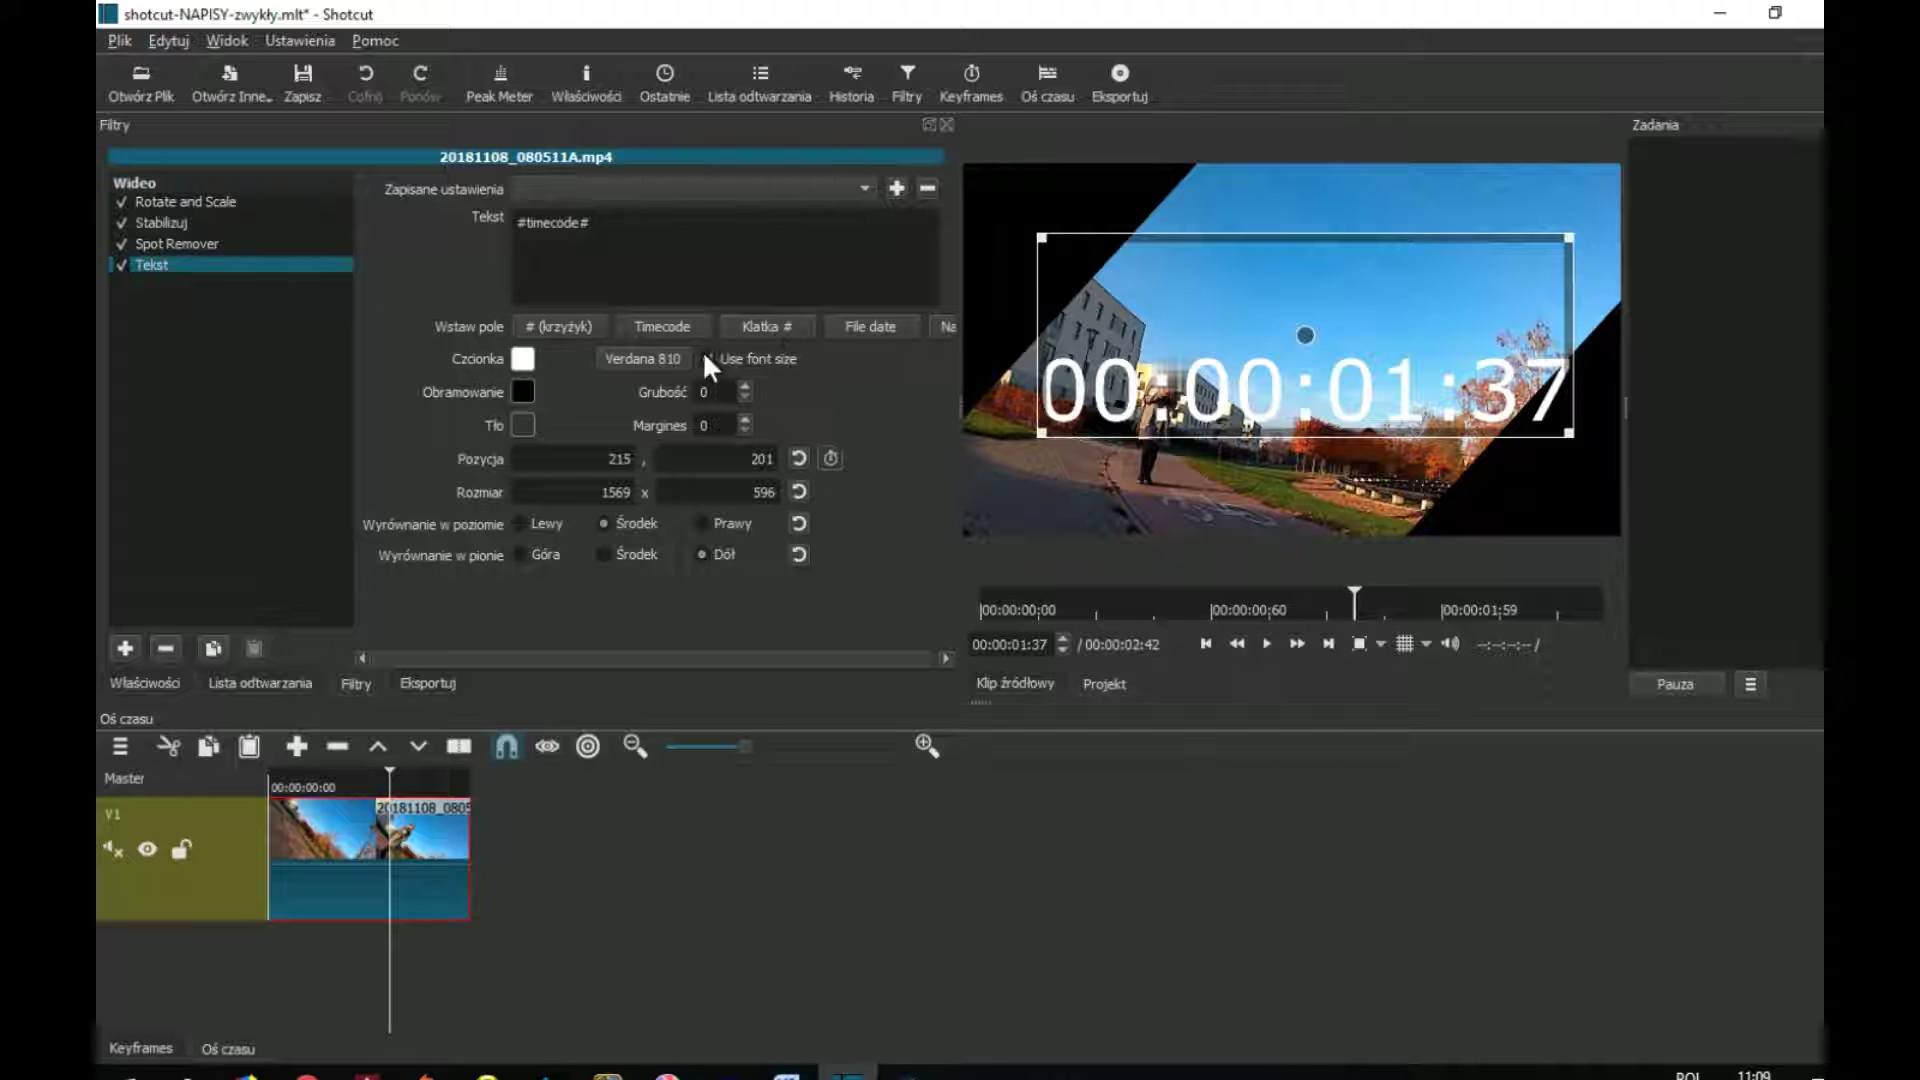 shotcut-NAPISY-zwykły.mlt* - Shotcut
Plik Edytuj Widok Ustawienia Pomoc
Otwórz Plik Otwórz Inne... Zapisz Cofnij Ponów Peak Meter Właściwości Ostatnie Lista odtwarzania Historia Filtry Keyframes Oś czasu Eksportuj
Filtry
Zadania
20181108_080511A.mp4
Wideo
Rotate and Scale
Stabilizuj
Spot Remover
Tekst
Zapisane ustawienia
Tekst #timecode#
Wstaw pole # (krzyżyk) Timecode Klatka # File date Na
Czcionka Verdana 810 Use font size
Obramowanie Grubość 0
Tło Margines 0
Pozycja 215 , 201
Rozmiar 1569 x 596
Wyrównanie w poziomie Lewy Środek Prawy
Wyrównanie w pionie Góra Środek Dół
00:00:01:37
00:00:00:00 00:00:00:60 00:00:01:59
00:00:01:37 / 00:00:02:42 --:--:--:-- /
Właściwości Lista odtwarzania Filtry Eksportuj
Klip źródłowy Projekt
Pauza
Oś czasu
Master
00:00:00:00
V1
20181108_0805
Keyframes Oś czasu
POL 11:09